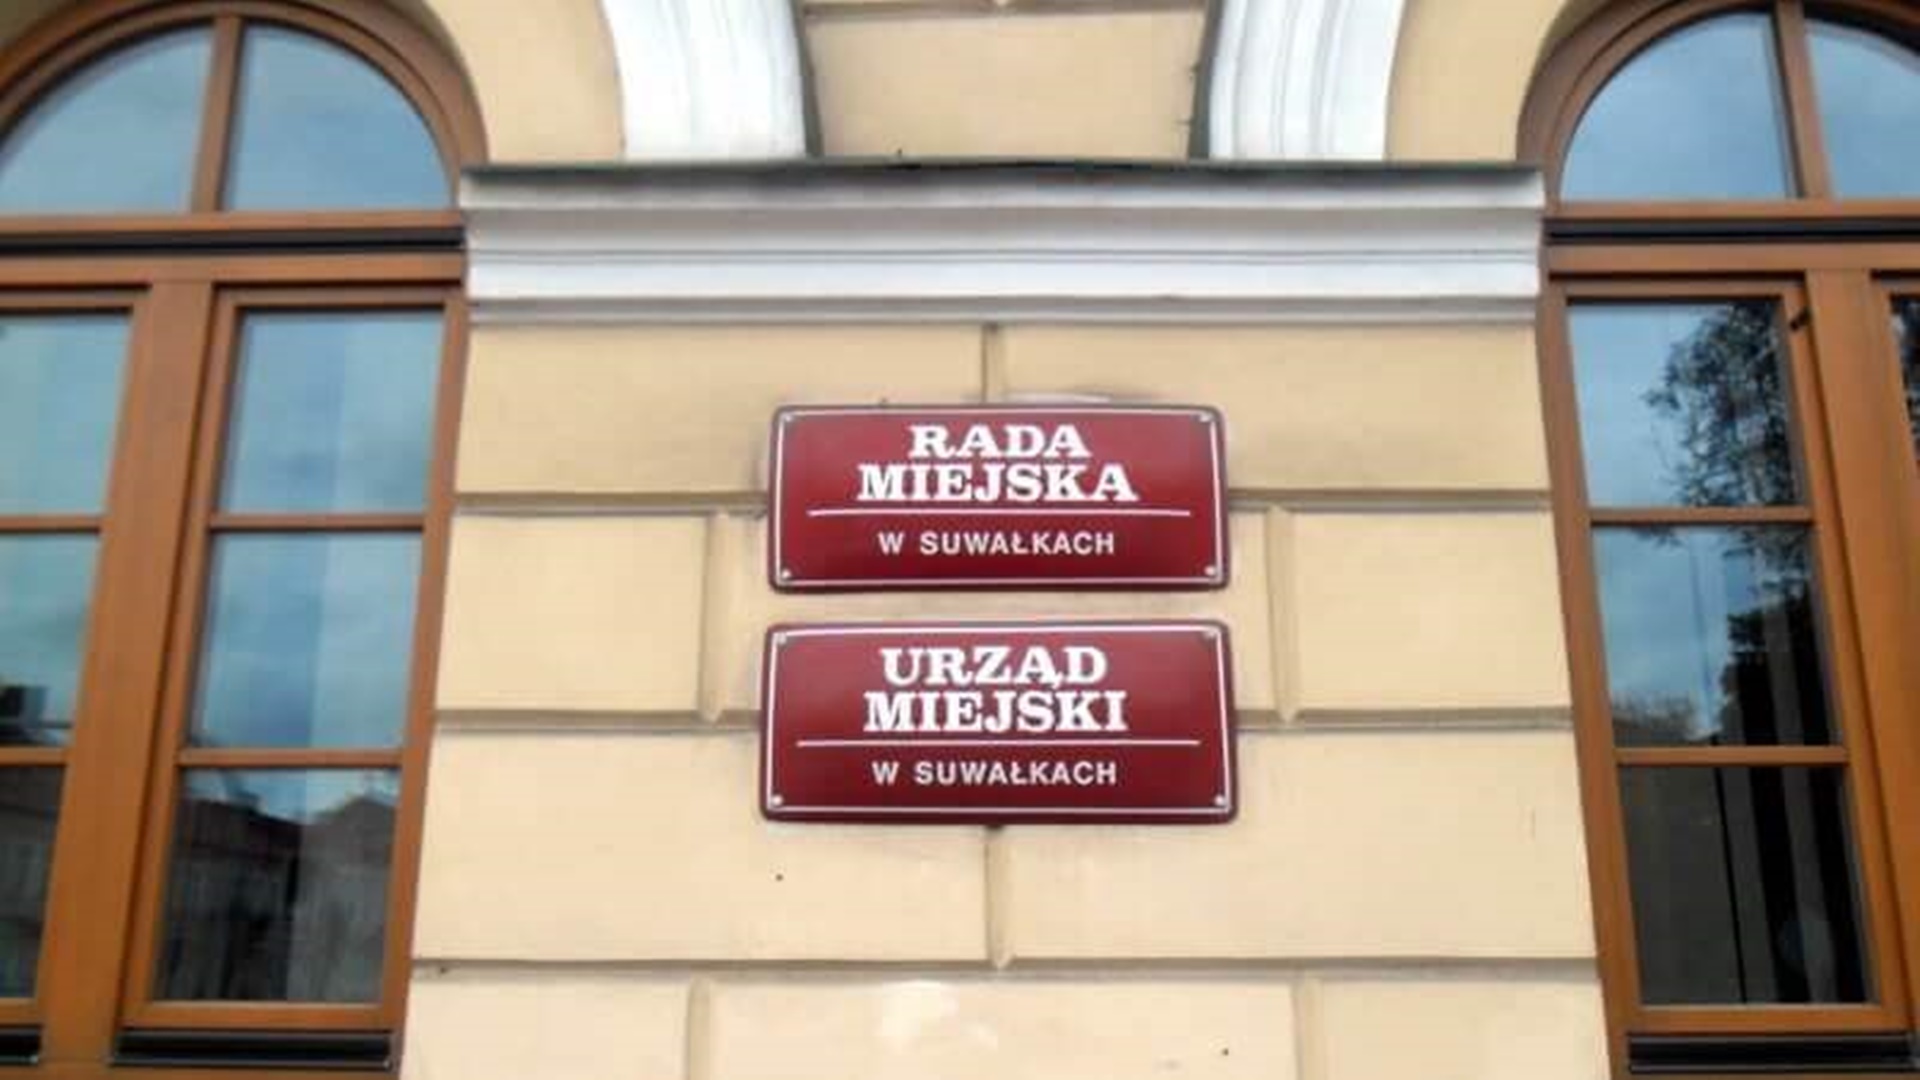 RADA
MIEJSKA
W SUWAŁKACH
URZĄD
MIEJSKI
W SUWAŁKACH